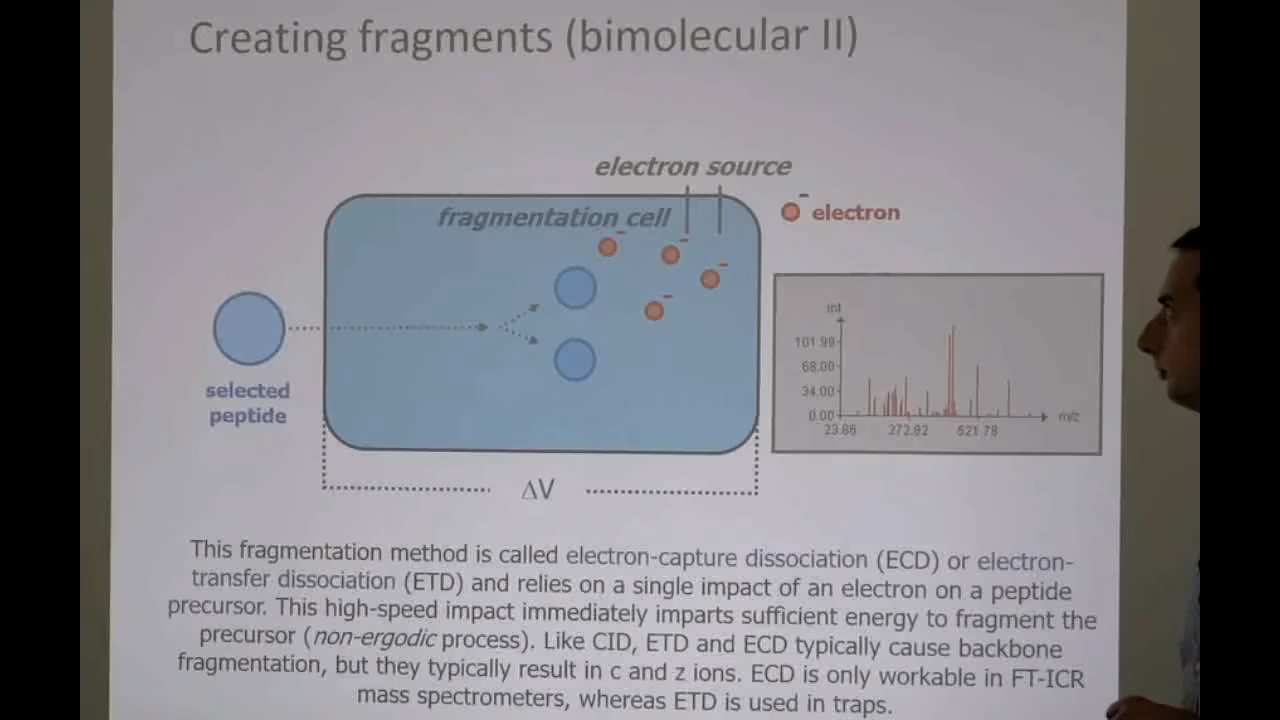 Creating fragments (bimolecular II)
electron source
fragmentation cell
electron
selected
peptide
int
101.99
68.00
34.00
0.00
23.86 272.82 521.78
m/z
ΔV
This fragmentation method is called electron-capture dissociation (ECD) or electron-
transfer dissociation (ETD) and relies on a single impact of an electron on a peptide
precursor. This high-speed impact immediately imparts sufficient energy to fragment the
precursor (non-ergodic process). Like CID, ETD and ECD typically cause backbone
fragmentation, but they typically result in c and z ions. ECD is only workable in FT-ICR
mass spectrometers, whereas ETD is used in traps.